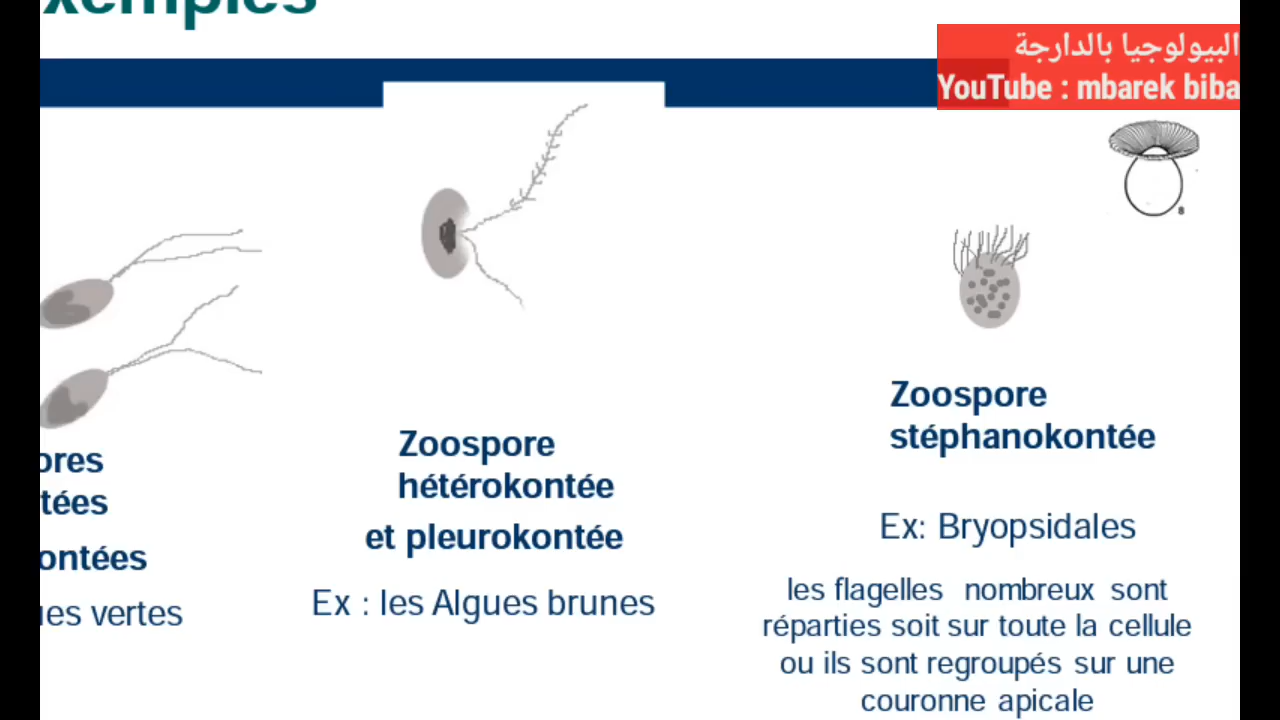 xemples
البيولوجيا بالدارجة
YouTube : mbarek biba
ores
tées
ontées
ues vertes
Zoospore
hétérokontée
et pleurokontée
Ex : les Algues brunes
Zoospore
stéphanokontée
Ex: Bryopsidales
les flagelles nombreux sont
réparties soit sur toute la cellule
ou ils sont regroupés sur une
couronne apicale